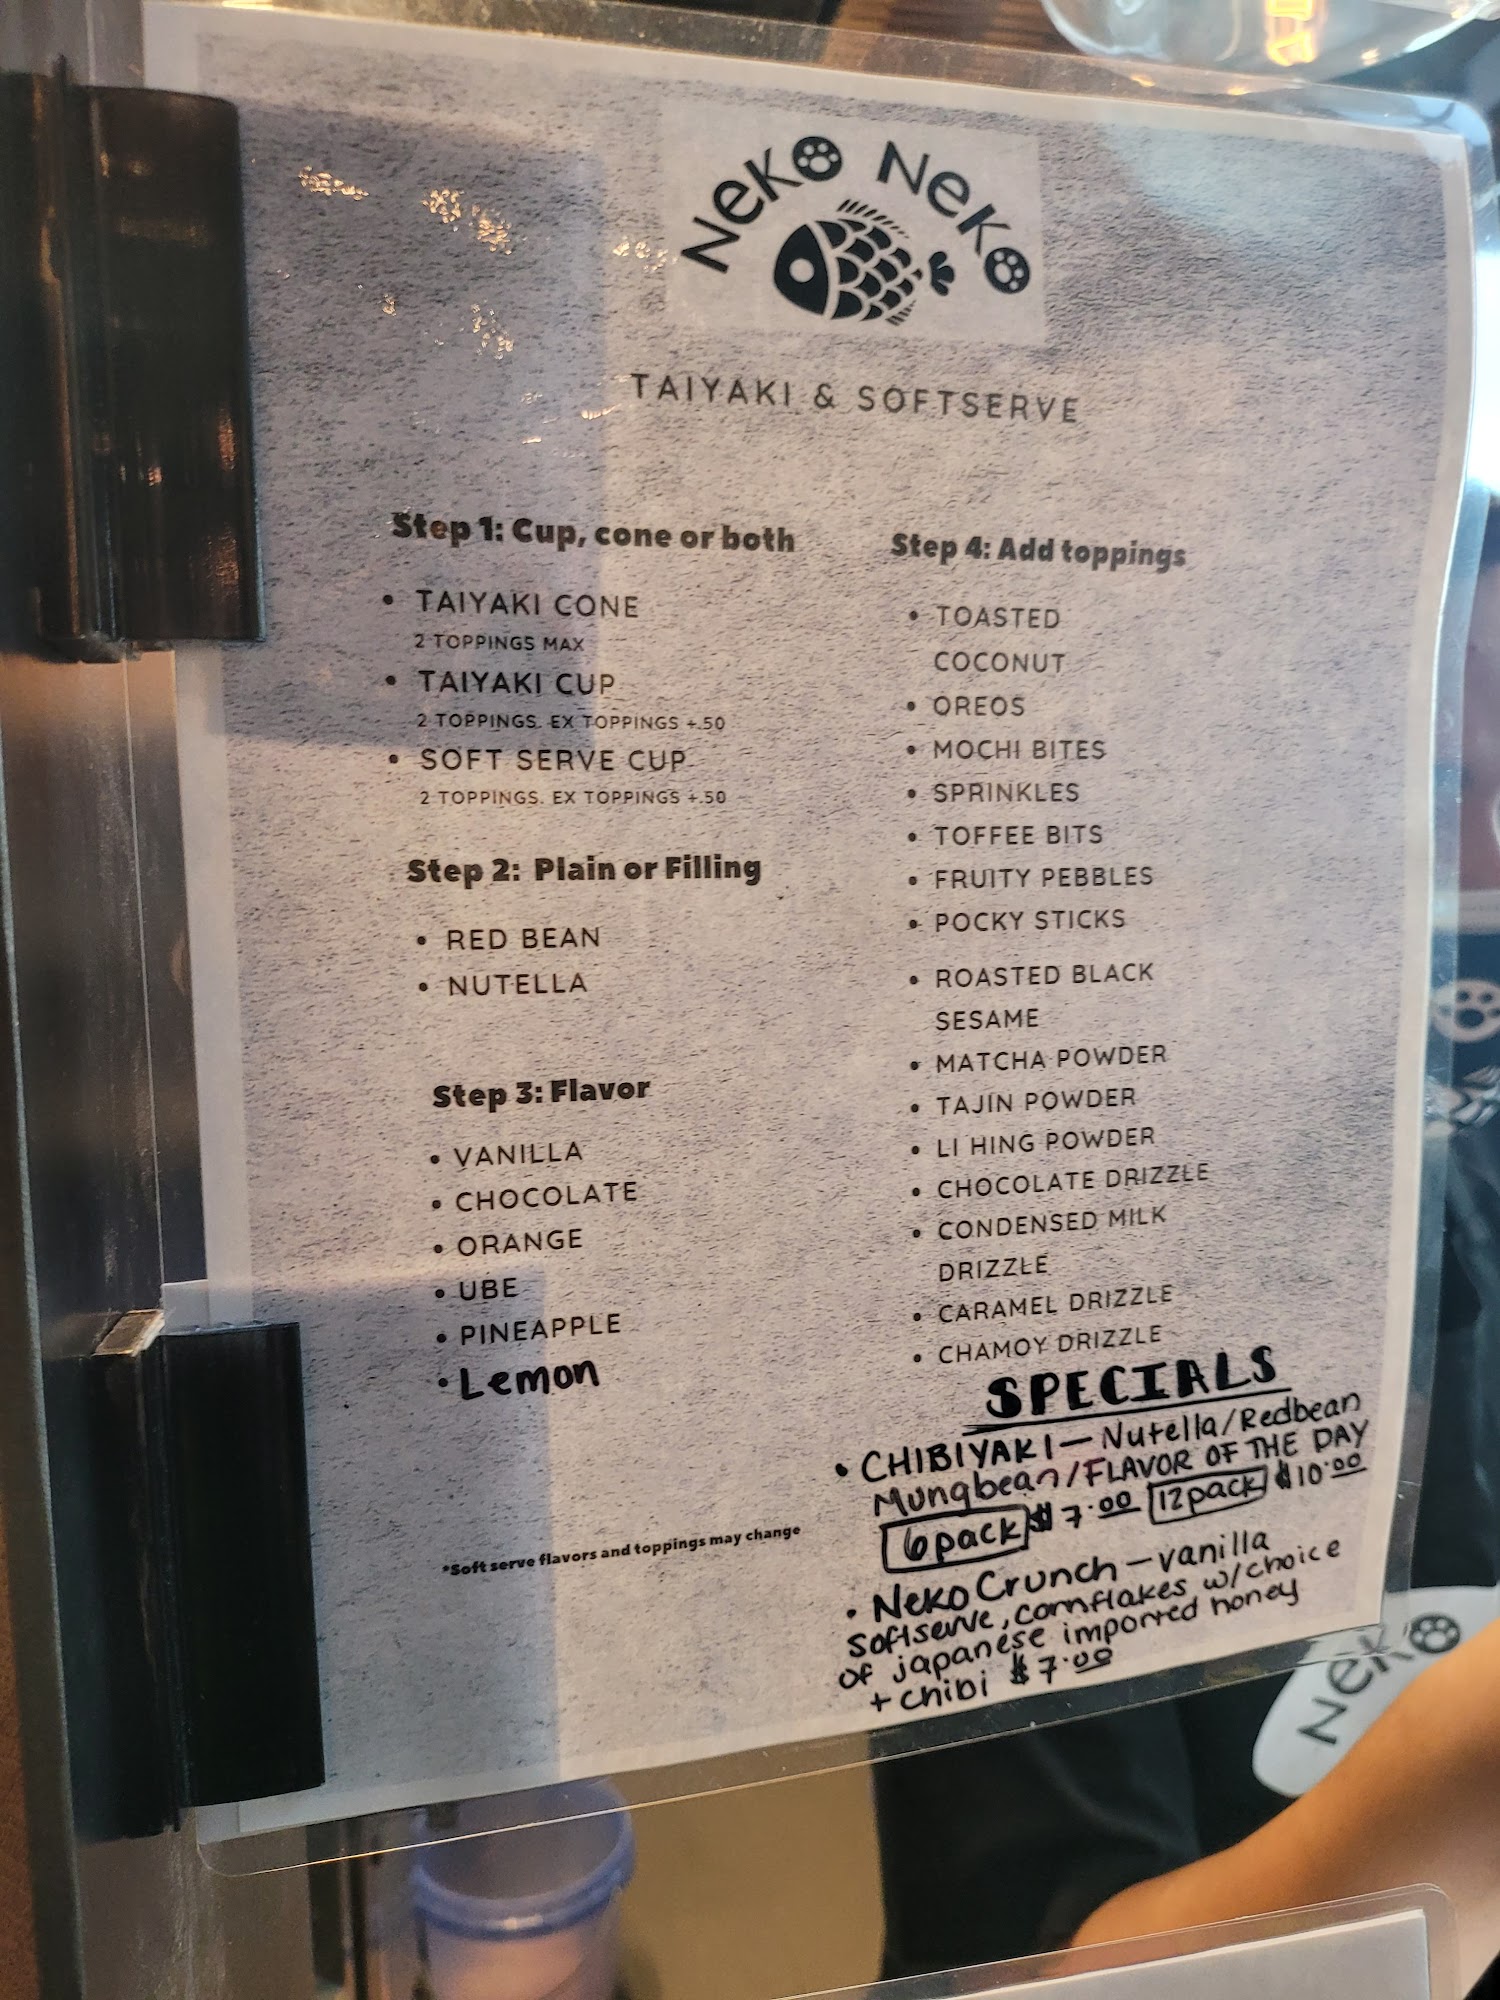 Neko Neko
TAIYAKI & SOFTSERVE
Step 1: Cup, cone or both
• TAIYAKI CONE
2 TOPPINGS MAX
• TAIYAKI CUP
2 TOPPINGS. EX TOPPINGS +.50
• SOFT SERVE CUP
2 TOPPINGS. EX TOPPINGS +.50
Step 2: Plain or Filling
• RED BEAN
• NUTELLA
Step 3: Flavor
• VANILLA
• CHOCOLATE
• ORANGE
• UBE
• PINEAPPLE
• Lemon
*Soft serve flavors and toppings may change
Step 4: Add toppings
• TOASTED
COCONUT
• OREOS
• MOCHI BITES
• SPRINKLES
• TOFFEE BITS
• FRUITY PEBBLES
• POCKY STICKS
• ROASTED BLACK
SESAME
• MATCHA POWDER
• TAJIN POWDER
• LI HING POWDER
• CHOCOLATE DRIZZLE
• CONDENSED MILK
DRIZZLE
• CARAMEL DRIZZLE
• CHAMOY DRIZZLE
SPECIALS
• CHIBIYAKI — Nutella/Redbean
Mungbean/FLAVOR OF THE DAY
6pack $7.00 12pack $10.00
• Neko Crunch — vanilla
softserve, cornflakes w/choice
of japanese imported honey
+ chibi $7.00
Neko